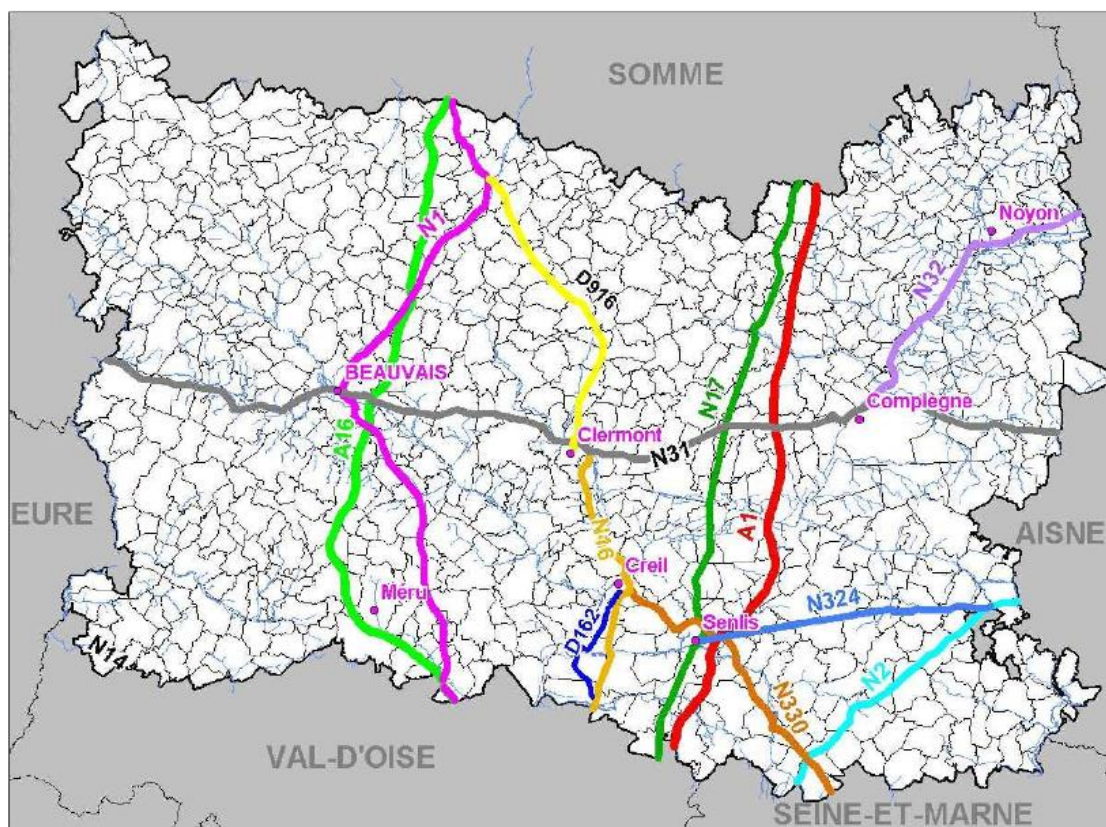 SOMME
Noyon
N1
N32
D916
BEAUVAIS
N17
Compiègne
A16
Clermont
N31
EURE
A1
AISNE
N16
Creil
Méru
N324
D162
Senlis
N14
N2
N330
VAL-D'OISE
SEINE-ET-MARNE